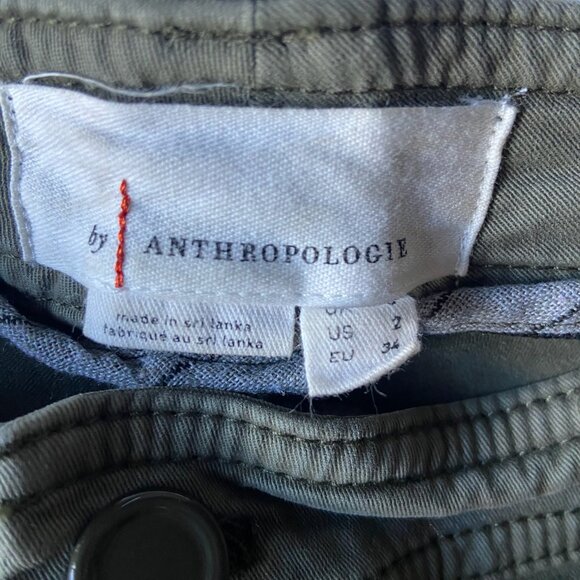 by ANTHROPOLOGIE
made in sri lanka
fabriqué au sri lanka
US 2
EU 34